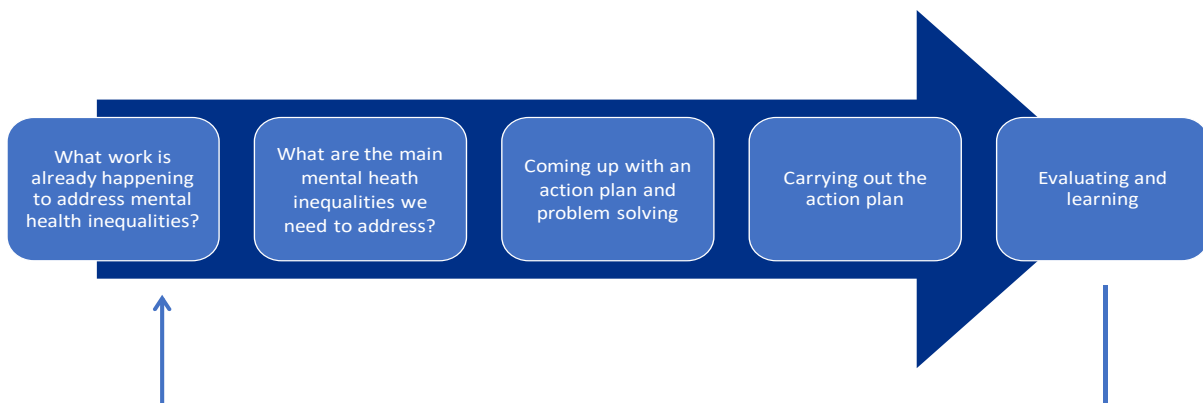 What work is
already happening
to address mental
health inequalities?
What are the main
mental heath
inequalities we
need to address?
Coming up with an
action plan and
problem solving
Carrying out the
action plan
Evaluating and
learning